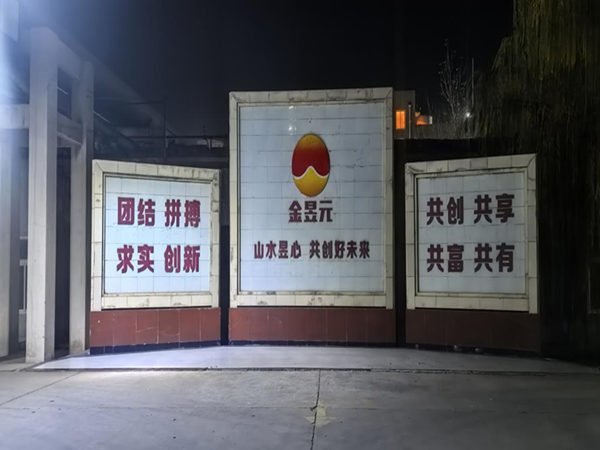 团结 拼搏
求实 创新
金昱元
山水昱心 共创好未来
共创 共享
共富 共有